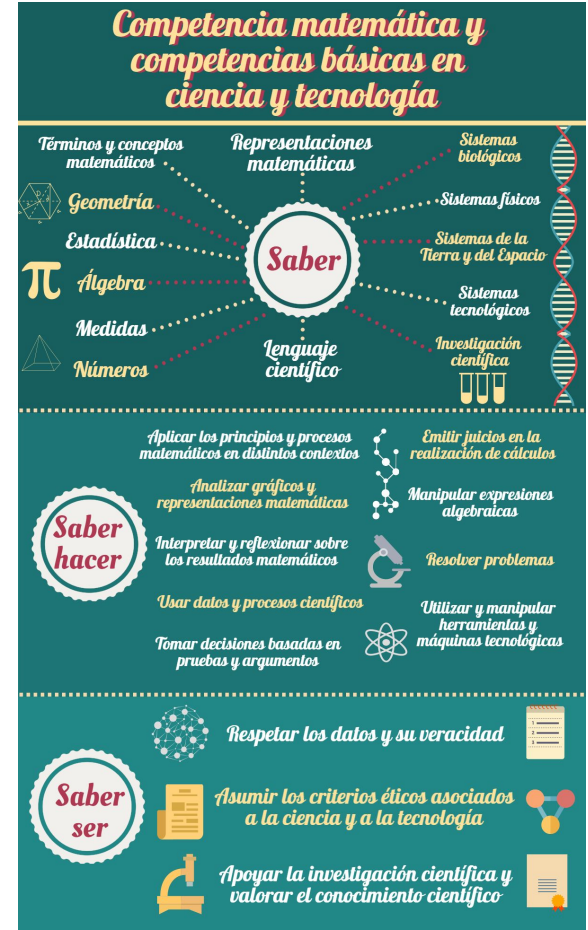 Competencia matemática y
competencias básicas en
ciencia y tecnología
Términos y conceptos
matemáticos
Geometría
Estadística
Álgebra
Medidas
Números
Representaciones
matemáticas
Saber
Lenguaje
científico
Sistemas
biológicos
Sistemas físicos
Sistemas de la
Tierra y del Espacio
Sistemas
tecnológicos
Investigación
científica
π
Saber
hacer
Aplicar los principios y procesos
matemáticos en distintos contextos
Analizar gráficos y
representaciones matemáticas
Interpretar y reflexionar sobre
los resultados matemáticos
Usar datos y procesos científicos
Tomar decisiones basadas en
pruebas y argumentos
Emitir juicios en la
realización de cálculos
Manipular expresiones
algebraicas
Resolver problemas
Utilizar y manipular
herramientas y
máquinas tecnológicas
Saber
ser
Respetar los datos y su veracidad
1
2
3
Asumir los criterios éticos asociados
a la ciencia y a la tecnología
Apoyar la investigación científica y
valorar el conocimiento científico